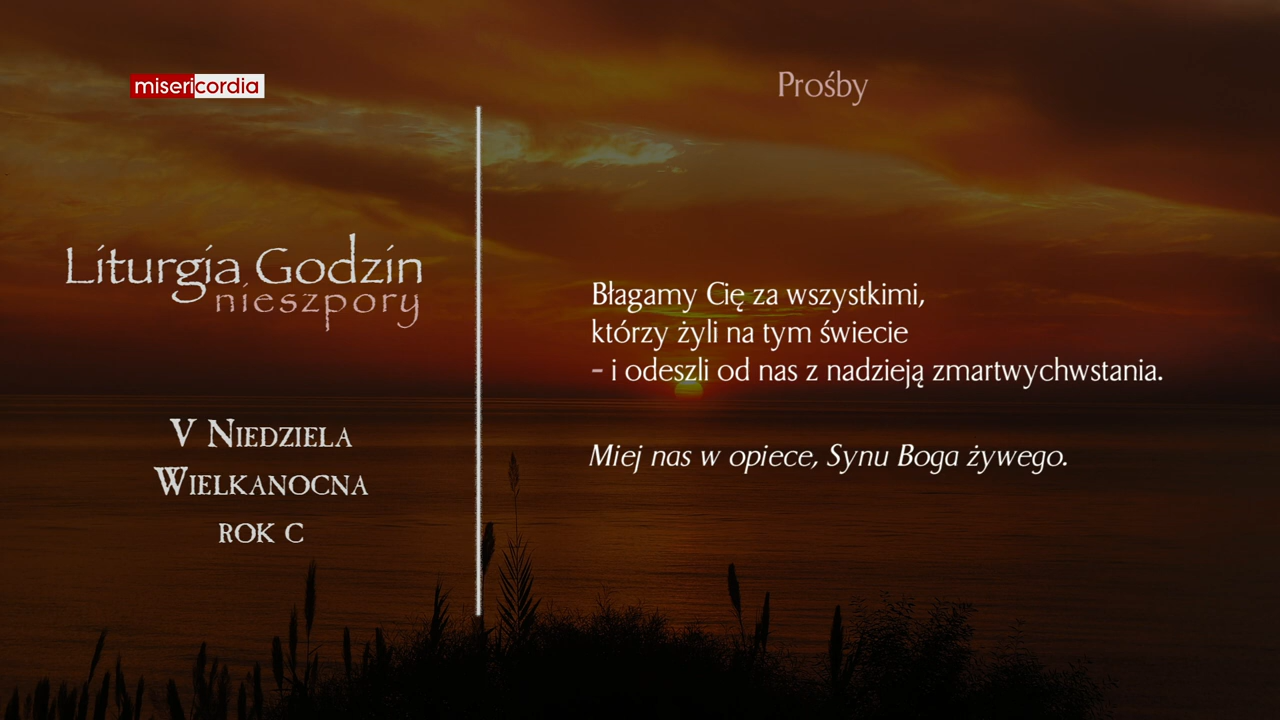 misericordia
Prośby
Liturgia Godzin
nieszpory
V Niedziela
Wielkanocna
rok C
Błagamy Cię za wszystkimi,
którzy żyli na tym świecie
- i odeszli od nas z nadzieją zmartwychwstania.
Miej nas w opiece, Synu Boga żywego.